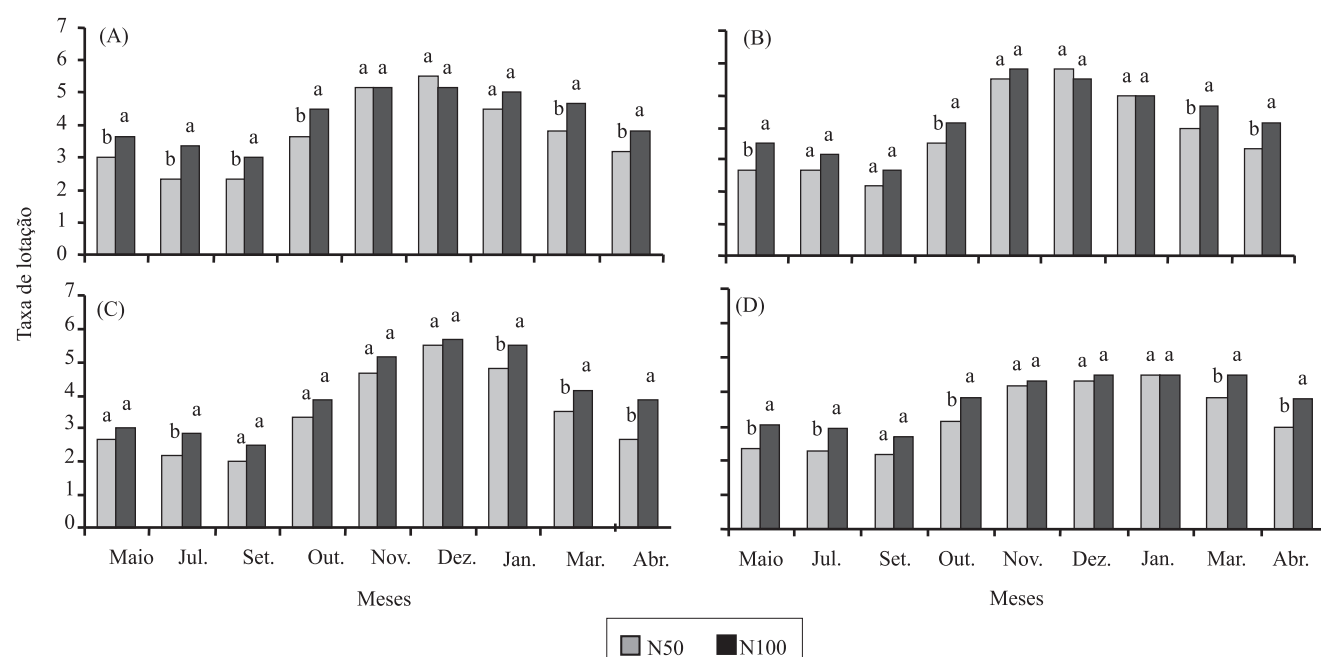 (A)
(B)
7
6
5
4
3
2
1
0
b a b a b a b a a a a a a a b a b a
b a a a a a b a a a a a a a b a b a
Taxa de lotação
(C)
(D)
7
6
5
4
3
2
1
0
a a b a a a a a a a a a b a b a b a
b a b a a a b a a a a a a a b a b a
Maio Jul. Set. Out. Nov. Dez. Jan. Mar. Abr.
Maio Jul. Set. Out. Nov. Dez. Jan. Mar. Abr.
Meses
Meses
N50 N100